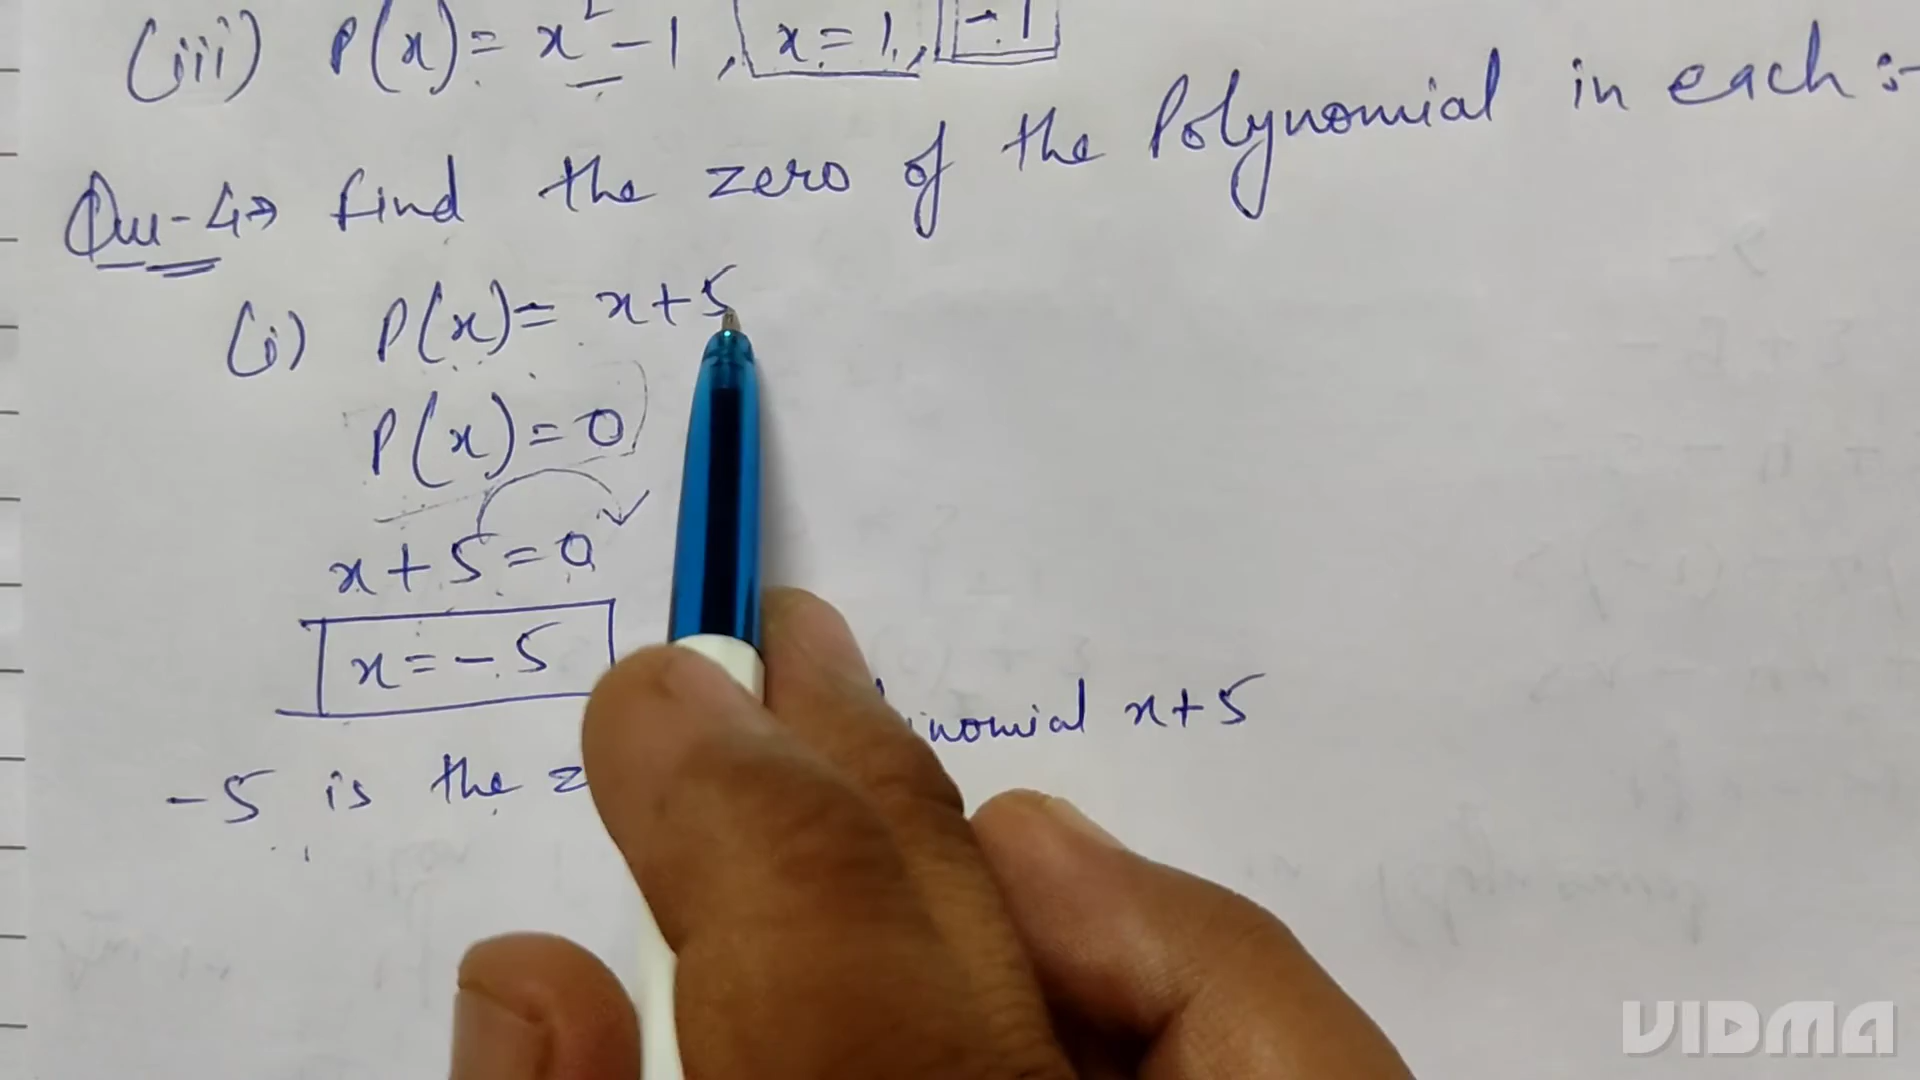 (iii) P(x) = x² - 1, x = 1, -1
Qu-4→ find the zero of the Polynomial in each :-
(i) P(x) = x+5
P(x) = 0
x + 5 = 0
x = -5
-5 is the x+5
VIDMA